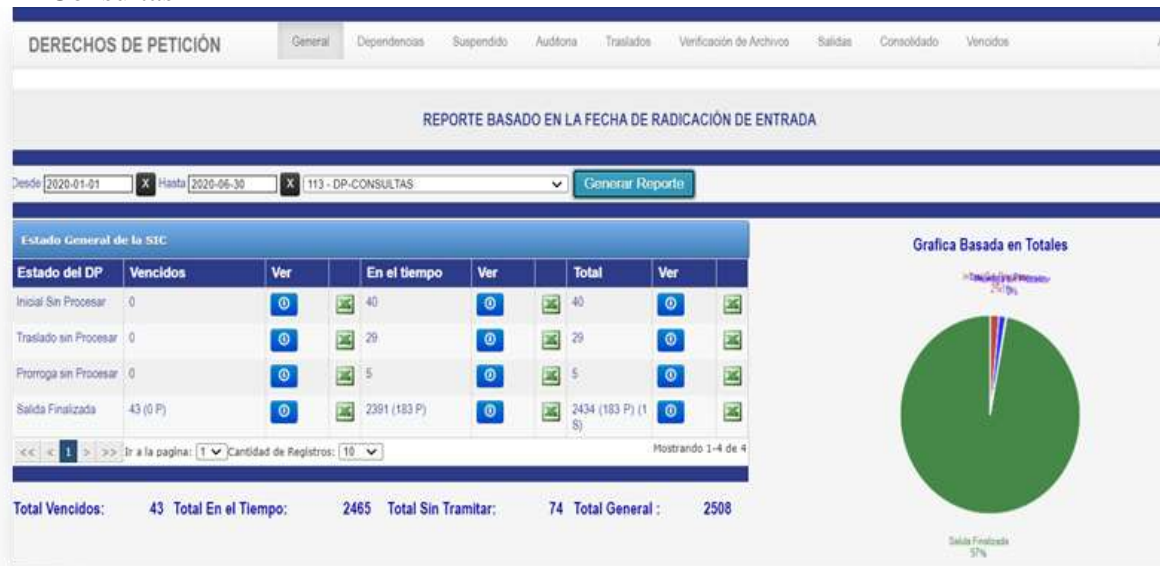 DERECHOS DE PETICIÓN General Dependencias Suspendido Auditoria Traslados Verificación de Archivos Salidas Consolidado Vencidos
REPORTE BASADO EN LA FECHA DE RADICACIÓN DE ENTRADA
Desde 2020-01-01 X Hasta 2020-06-30 X 113 - DP-CONSULTAS Generar Reporte
Estado General de la SIC
Grafica Basada en Totales
Estado del DP Vencidos Ver En el tiempo Ver Total Ver
Inicial Sin Procesar 0 40 40
Traslado sin Procesar 0 29 29
Prorroga sin Procesar 0 5 5
Salida Finalizada 43 (0 P) 2391 (183 P) 2434 (183 P) (1
S)
<< < 1 > >> Ir a la pagina: 1 Cantidad de Registros: 10 Mostrando 1-4 de 4
Total Vencidos: 43 Total En el Tiempo: 2465 Total Sin Tramitar: 74 Total General : 2508
Salida Finalizada
57%